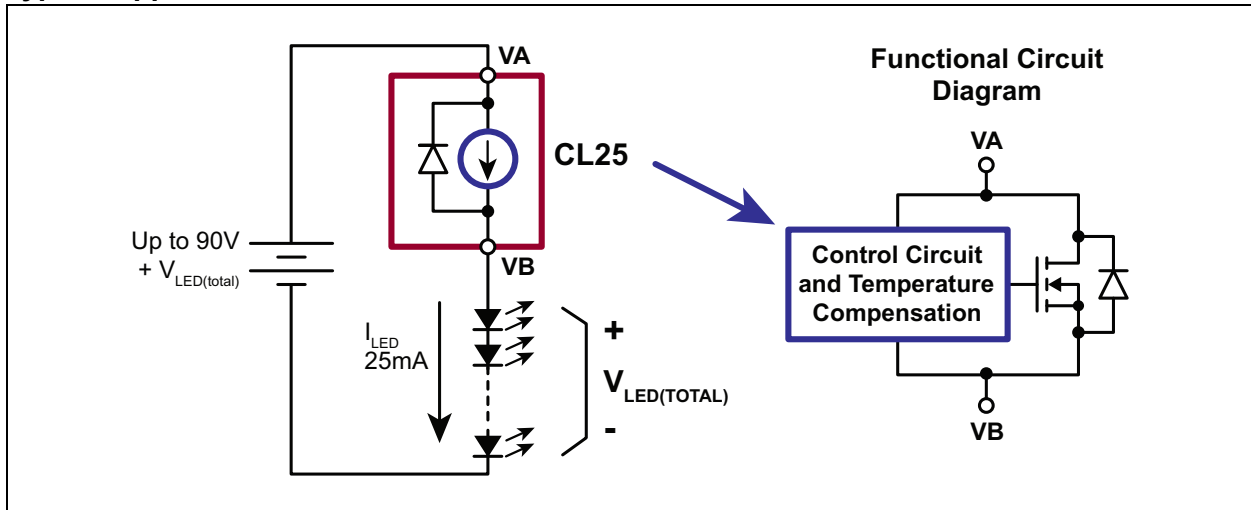 VA
CL25
Up to 90V
+ VLED(total)
VB
ILED
25mA
+
VLED(TOTAL)
-
Functional Circuit
Diagram
VA
Control Circuit
and Temperature
Compensation
VB